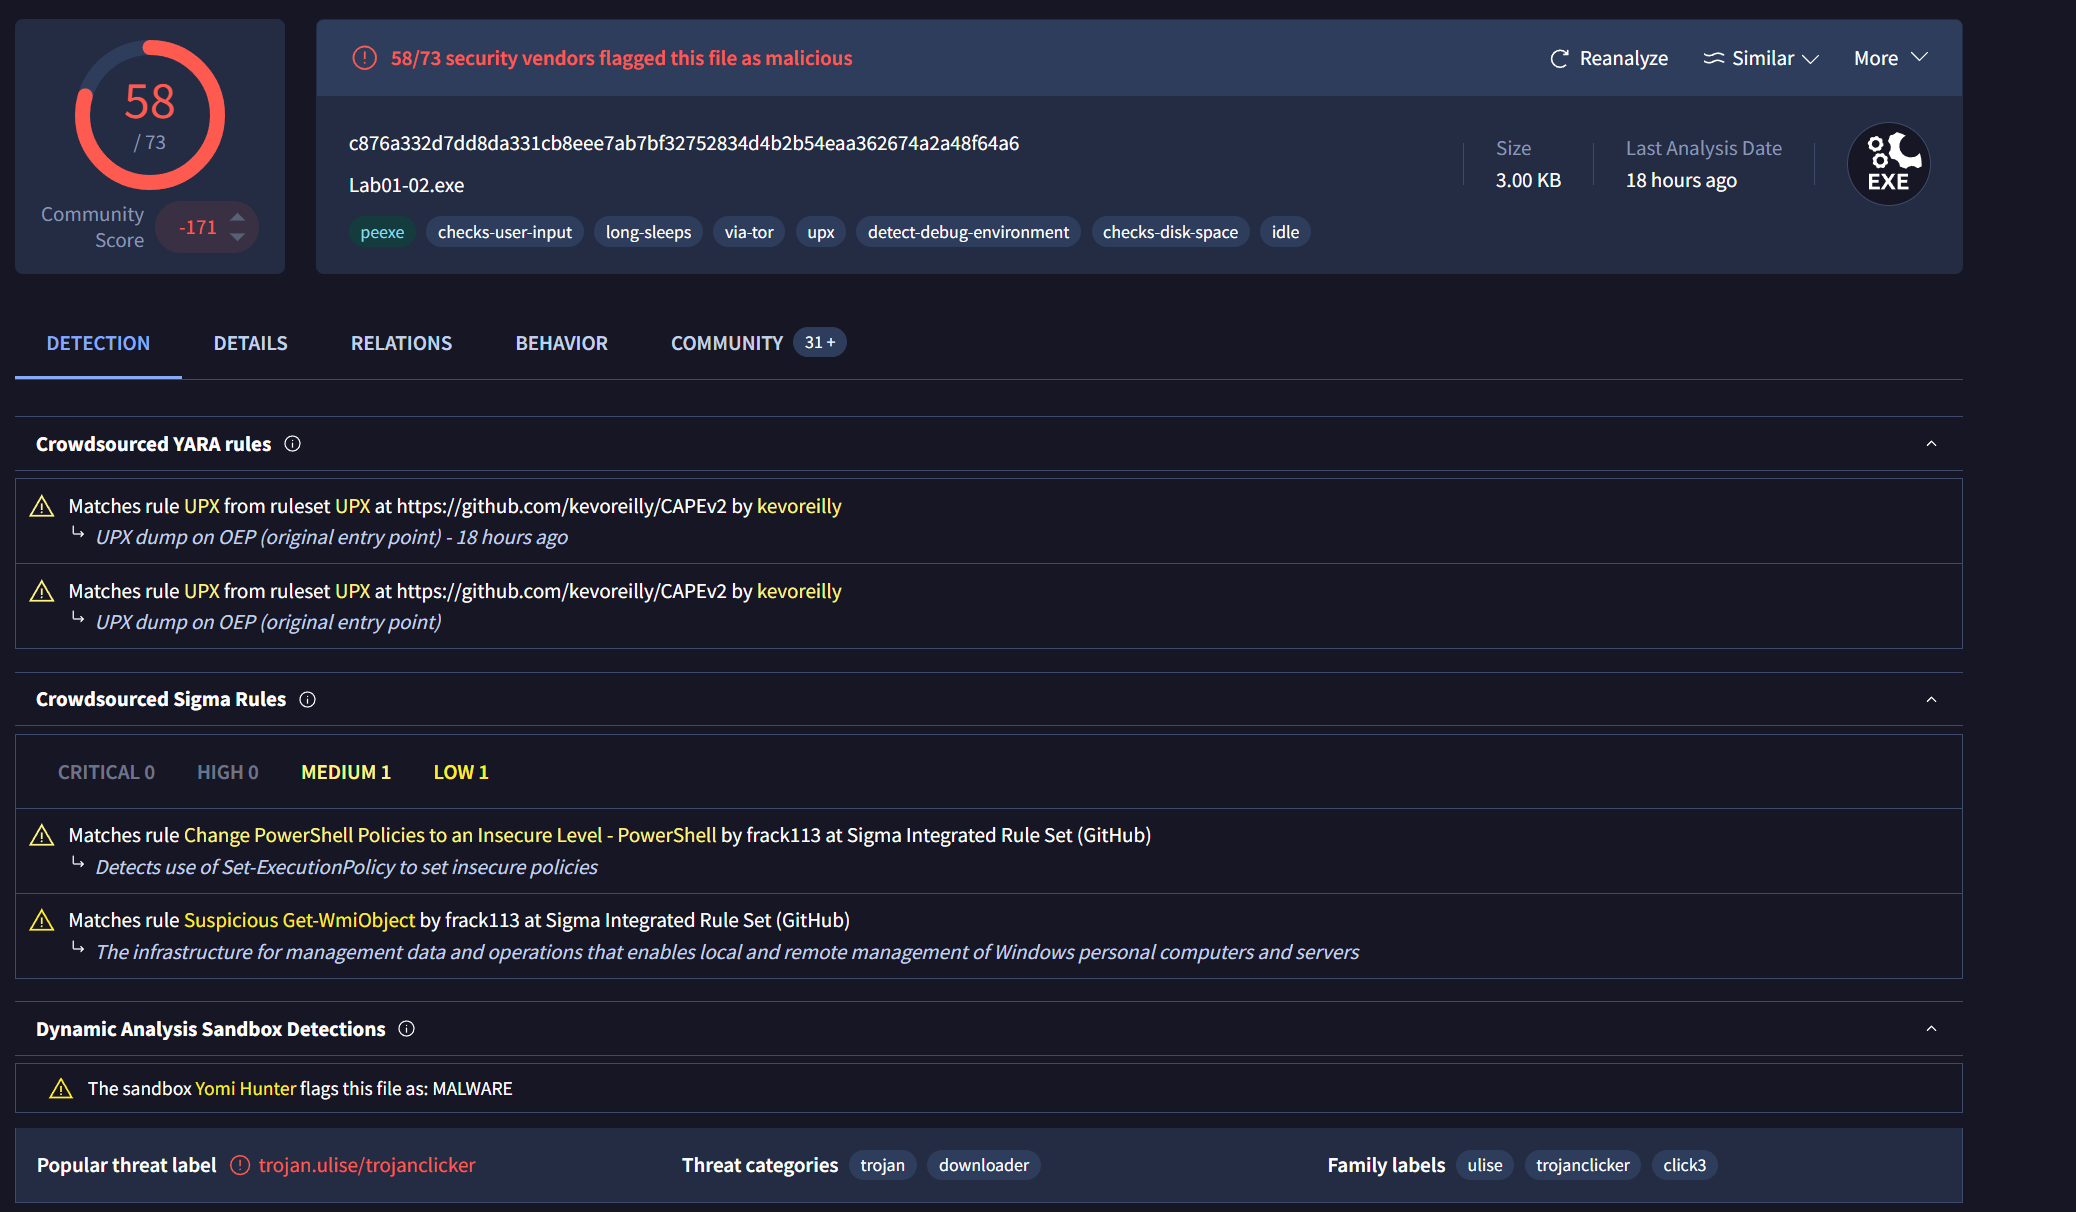 58
/ 73
Community Score
-171
58/73 security vendors flagged this file as malicious
Reanalyze
Similar
More
c876a332d7dd8da331cb8eee7ab7bf32752834d4b2b54eaa362674a2a48f64a6
Lab01-02.exe
peexe checks-user-input long-sleeps via-tor upx detect-debug-environment checks-disk-space idle
Size
3.00 KB
Last Analysis Date
18 hours ago
EXE
DETECTION DETAILS RELATIONS BEHAVIOR COMMUNITY 31 +
Crowdsourced YARA rules
Matches rule UPX from ruleset UPX at https://github.com/kevoreilly/CAPEv2 by kevoreilly
UPX dump on OEP (original entry point) - 18 hours ago
Matches rule UPX from ruleset UPX at https://github.com/kevoreilly/CAPEv2 by kevoreilly
UPX dump on OEP (original entry point)
Crowdsourced Sigma Rules
CRITICAL 0 HIGH 0 MEDIUM 1 LOW 1
Matches rule Change PowerShell Policies to an Insecure Level - PowerShell by frack113 at Sigma Integrated Rule Set (GitHub)
Detects use of Set-ExecutionPolicy to set insecure policies
Matches rule Suspicious Get-WmiObject by frack113 at Sigma Integrated Rule Set (GitHub)
The infrastructure for management data and operations that enables local and remote management of Windows personal computers and servers
Dynamic Analysis Sandbox Detections
The sandbox Yomi Hunter flags this file as: MALWARE
Popular threat label trojan.ulise/trojanclicker
Threat categories trojan downloader
Family labels ulise trojanclicker click3